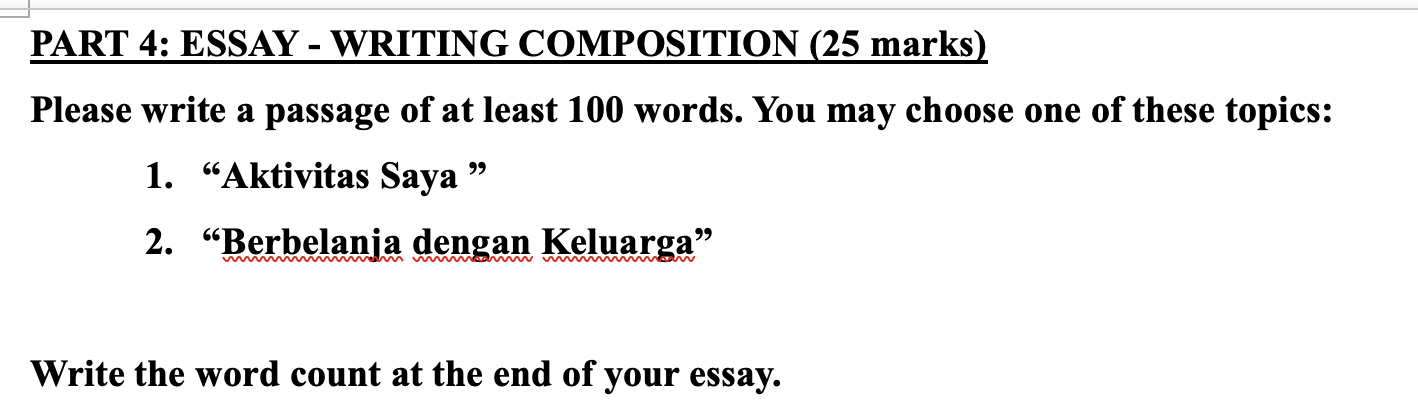 PART 4: ESSAY - WRITING COMPOSITION (25 marks)
Please write a passage of at least 100 words. You may choose one of these topics:
1. “Aktivitas Saya ”
2. “Berbelanja dengan Keluarga”
Write the word count at the end of your essay.